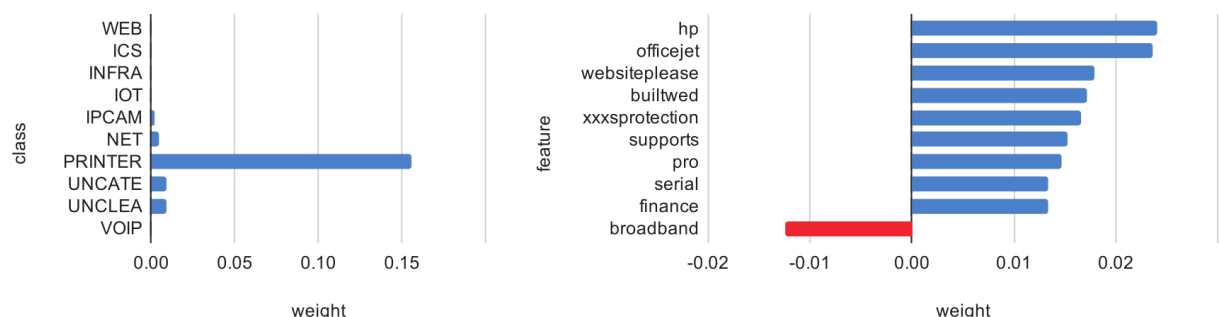 class
WEB
ICS
INFRA
IOT
IPCAM
NET
PRINTER
UNCATE
UNCLEA
VOIP
0.00 0.05 0.10 0.15
weight
feature
hp
officejet
websiteplease
builtwed
xxxsprotection
supports
pro
serial
finance
broadband
-0.02 -0.01 0.00 0.01 0.02
weight